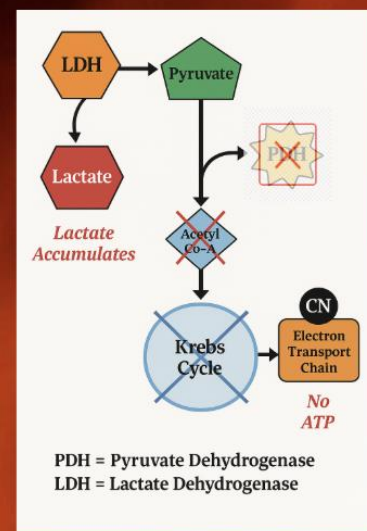 LDH
Pyruvate
PDH
Lactate
Lactate
Accumulates
Acetyl
Co-A
CN
Krebs
Cycle
Electron
Transport
Chain
No
ATP
PDH = Pyruvate Dehydrogenase
LDH = Lactate Dehydrogenase